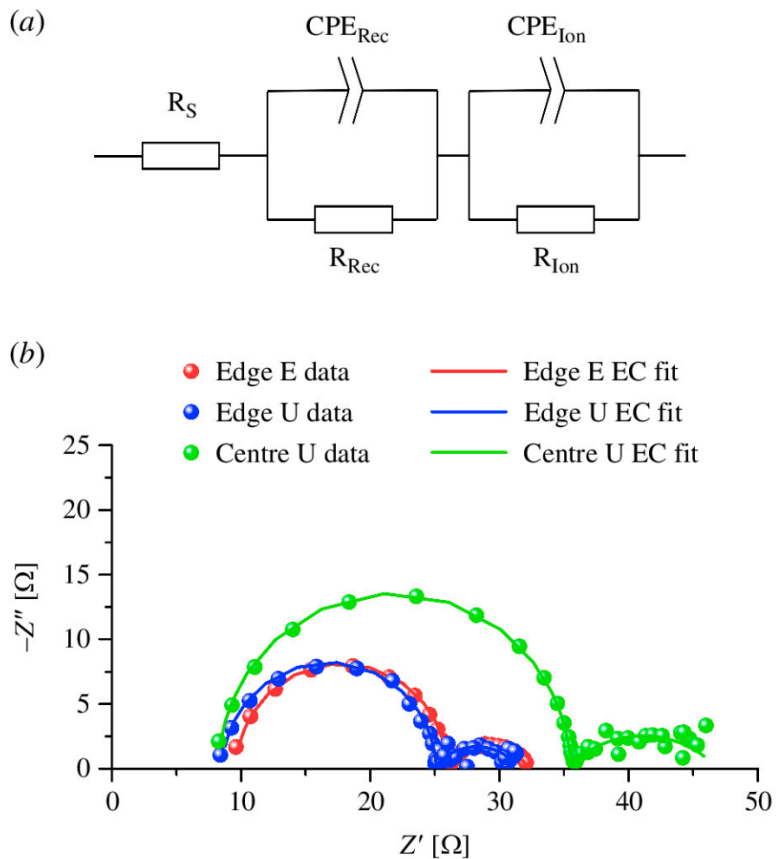 (a)
CPE_Rec CPE_Ion
R_S
R_Rec R_Ion
(b)
Edge E data Edge E EC fit
Edge U data Edge U EC fit
Centre U data Centre U EC fit
25
20
15
10
5
0
–Z″ [Ω]
0 10 20 30 40 50
Z′ [Ω]